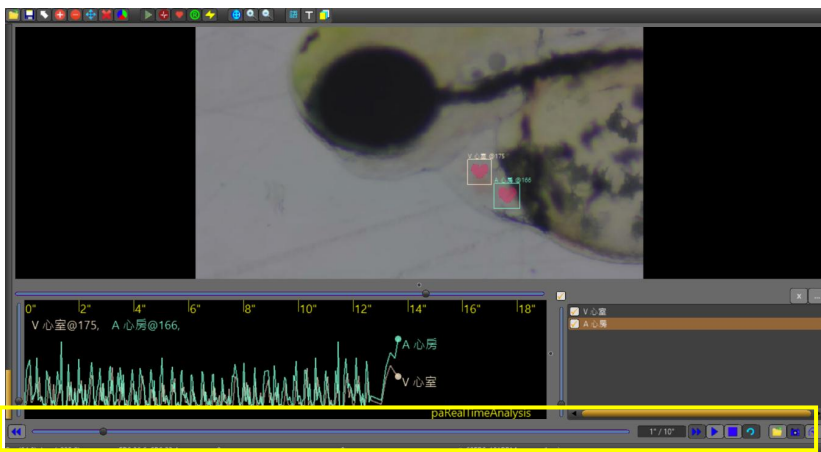 T
V 心室 @175
A 心房 @166
0" 2" 4" 6" 8" 10" 12" 14" 16" 18"
V 心室@175, A 心房@166,
A 心房
V 心室
paRealTimeAnalysis
x ...
V 心室
A 心房
1" / 10"